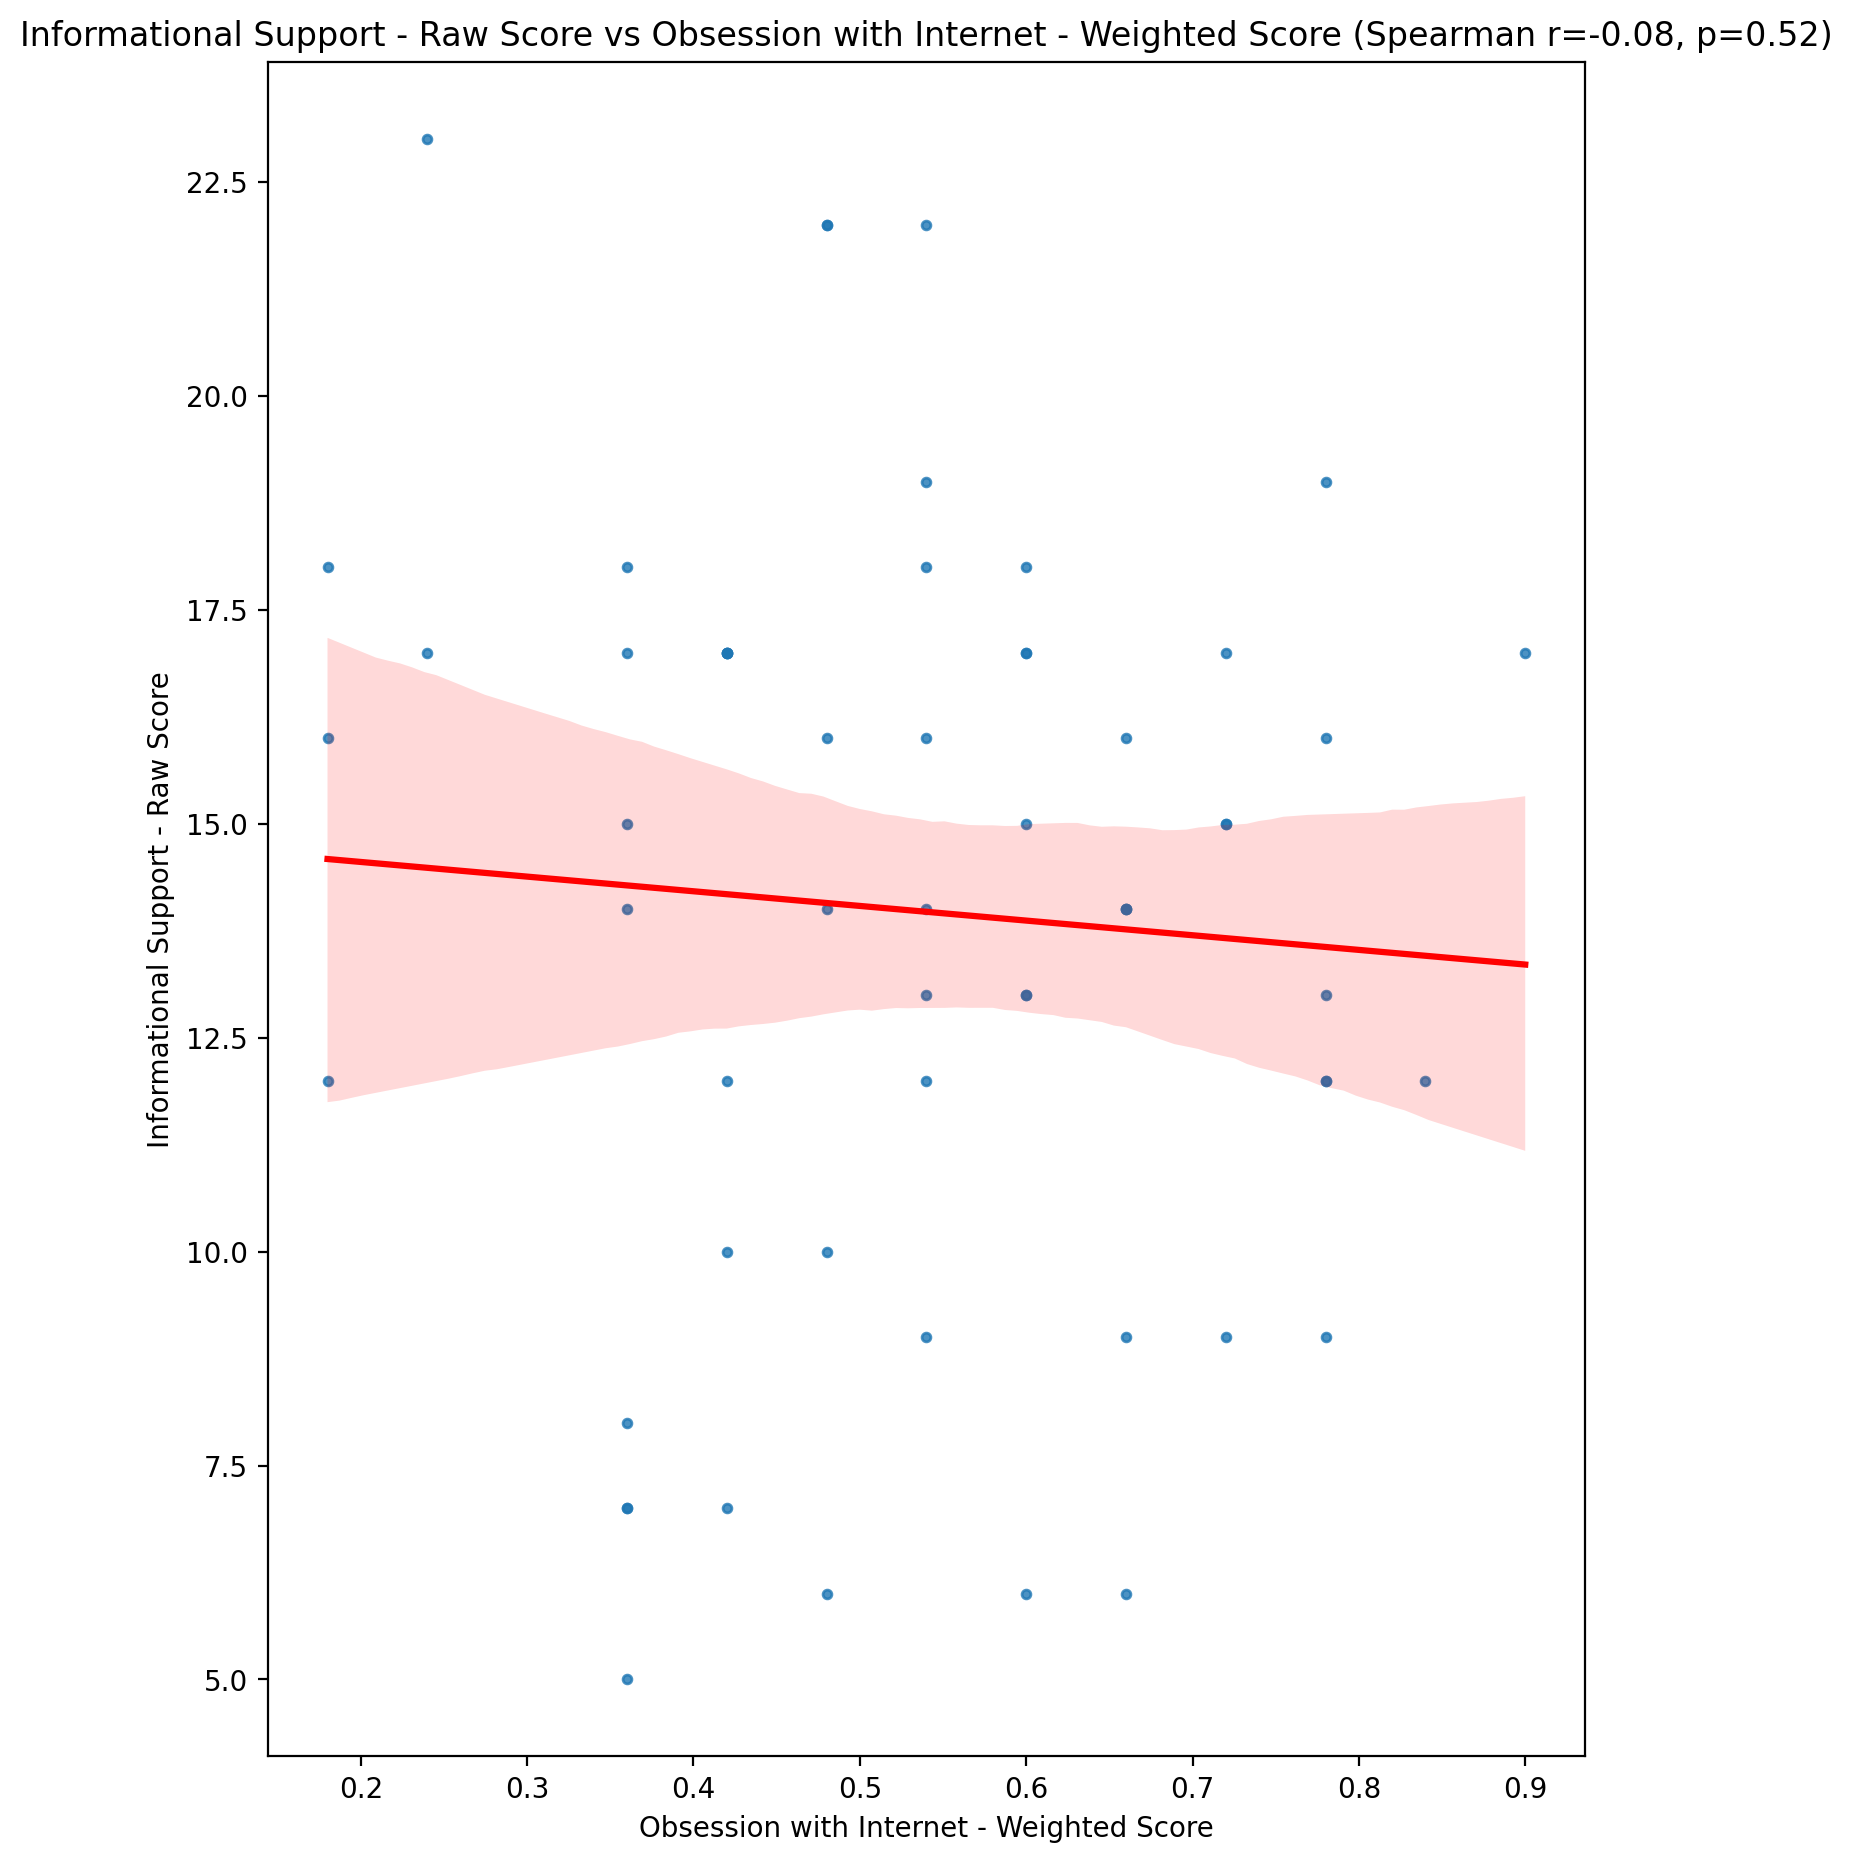 Informational Support - Raw Score vs Obsession with Internet - Weighted Score (Spearman r=-0.08, p=0.52)
22.5
20.0
17.5
15.0
12.5
10.0
7.5
5.0
Informational Support - Raw Score
0.2 0.3 0.4 0.5 0.6 0.7 0.8 0.9
Obsession with Internet - Weighted Score